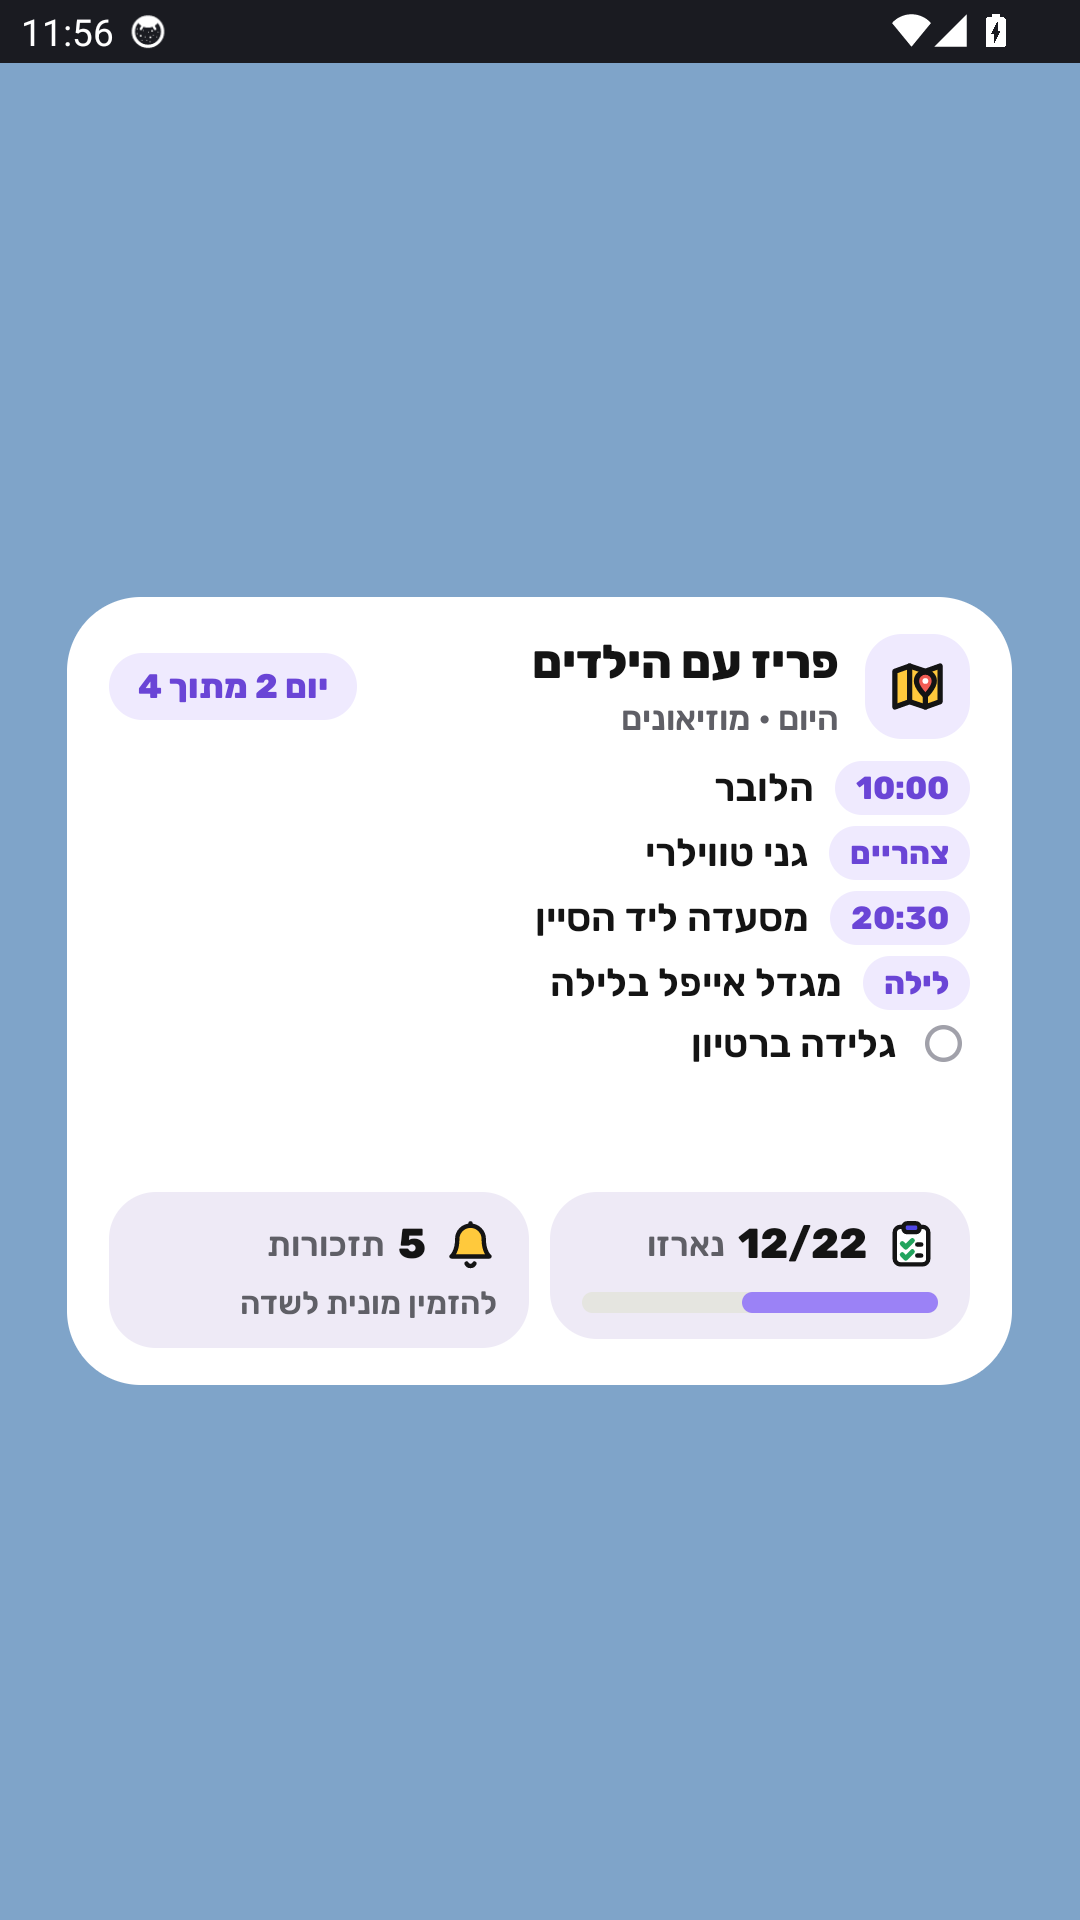 11:56
פריז עם הילדים
היום • מוזיאונים
יום 2 מתוך 4
10:00 הלובר
צהריים גני טווילרי
20:30 מסעדה ליד הסיין
לילה מגדל אייפל בלילה
גלידה ברטיון
12/22 נארזו
5 תזכורות
להזמין מונית לשדה